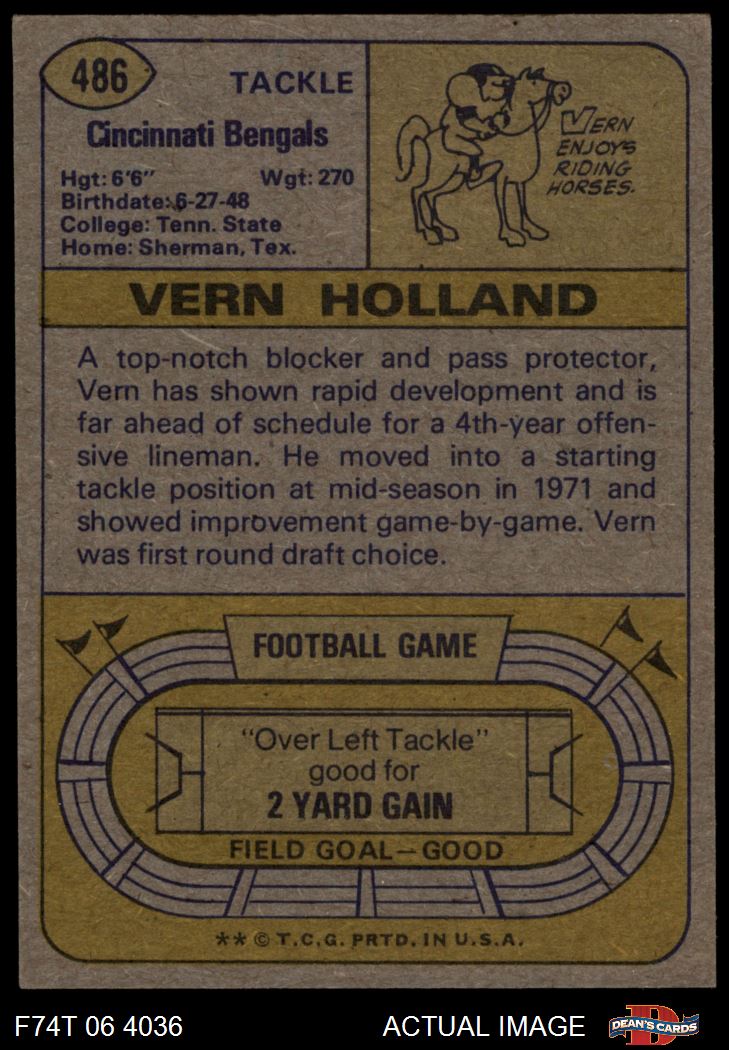 486
TACKLE
Cincinnati Bengals
Hgt: 6'6" Wgt: 270
Birthdate: 6-27-48
College: Tenn. State
Home: Sherman, Tex.
VERN
ENJOY'S
RIDING
HORSES.
VERN HOLLAND
A top-notch blocker and pass protector,
Vern has shown rapid development and is
far ahead of schedule for a 4th-year offen-
sive lineman. He moved into a starting
tackle position at mid-season in 1971 and
showed improvement game-by-game. Vern
was first round draft choice.
FOOTBALL GAME
"Over Left Tackle"
good for
2 YARD GAIN
FIELD GOAL—GOOD
** © T.C.G. PRTD. IN U.S.A.
F74T 06 4036 ACTUAL IMAGE
D
DEAN'S CARDS